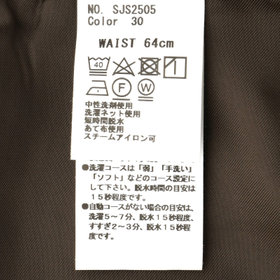 NO. SJS2505
Color 30
WAIST 64cm
40
F W
中性洗剤使用
洗濯ネット使用
短時間脱水
あて布使用
スチームアイロン可
●洗濯コースは「弱」「手洗い」
「ソフト」などのコース設定に
して下さい。脱水時間の目安は
15秒程度です。
●自動コースがない場合の目安は、
洗濯5〜7分、脱水15秒程度、
すすぎ2〜3分、脱水15秒程
度です。